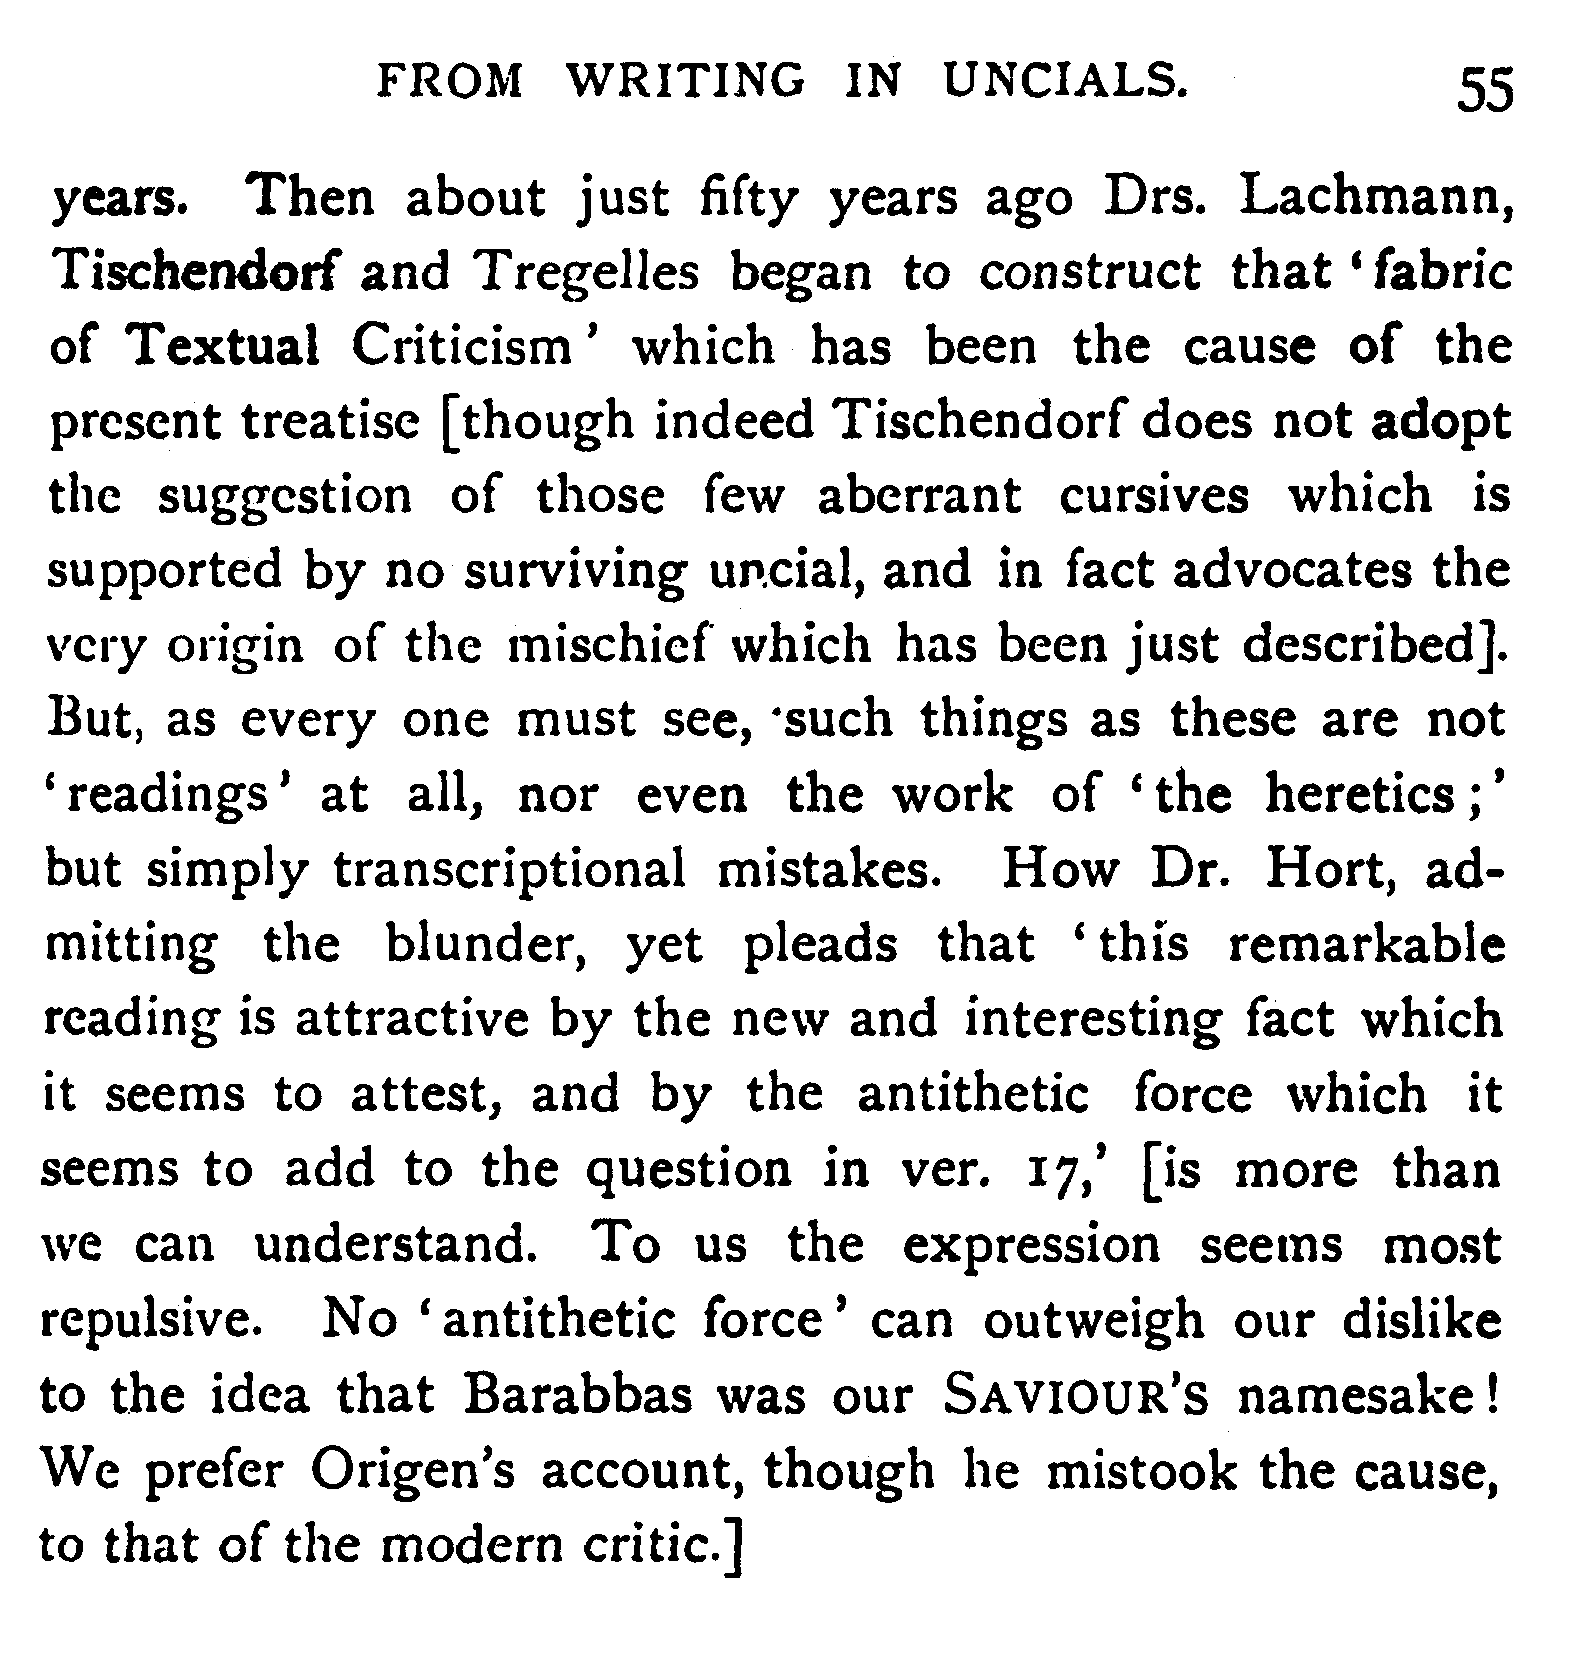 FROM WRITING IN UNCIALS. 55
years. Then about just fifty years ago Drs. Lachmann,
Tischendorf and Tregelles began to construct that ‘fabric
of Textual Criticism’ which has been the cause of the
present treatise [though indeed Tischendorf does not adopt
the suggestion of those few aberrant cursives which is
supported by no surviving uncial, and in fact advocates the
very origin of the mischief which has been just described].
But, as every one must see, such things as these are not
‘readings’ at all, nor even the work of ‘the heretics;’
but simply transcriptional mistakes. How Dr. Hort, ad-
mitting the blunder, yet pleads that ‘this remarkable
reading is attractive by the new and interesting fact which
it seems to attest, and by the antithetic force which it
seems to add to the question in ver. 17,’ [is more than
we can understand. To us the expression seems most
repulsive. No ‘antithetic force’ can outweigh our dislike
to the idea that Barabbas was our SAVIOUR’S namesake!
We prefer Origen’s account, though he mistook the cause,
to that of the modern critic.]